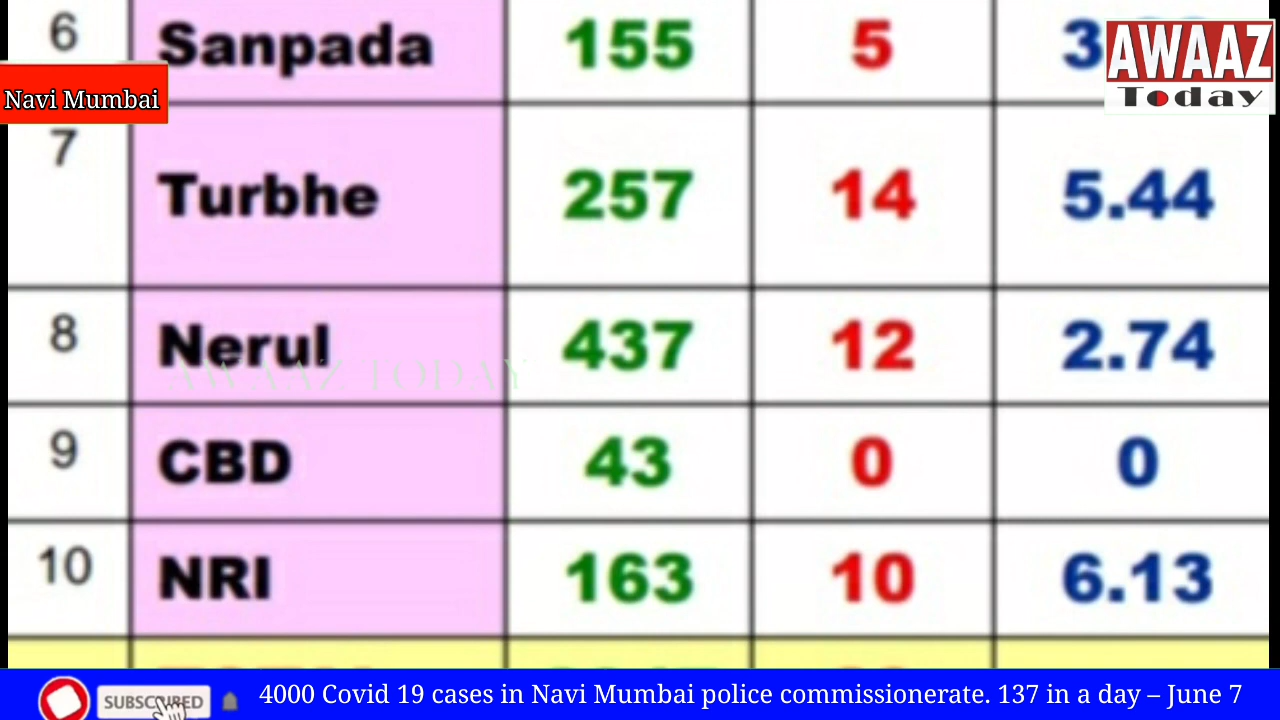 6 Sanpada 155 5
AWAAZ
Today
Navi Mumbai
7 Turbhe 257 14 5.44
8 Nerul 437 12 2.74
AWAAZ TODAY
9 CBD 43 0 0
10 NRI 163 10 6.13
SUBSCRIBED
4000 Covid 19 cases in Navi Mumbai police commissionerate. 137 in a day – June 7